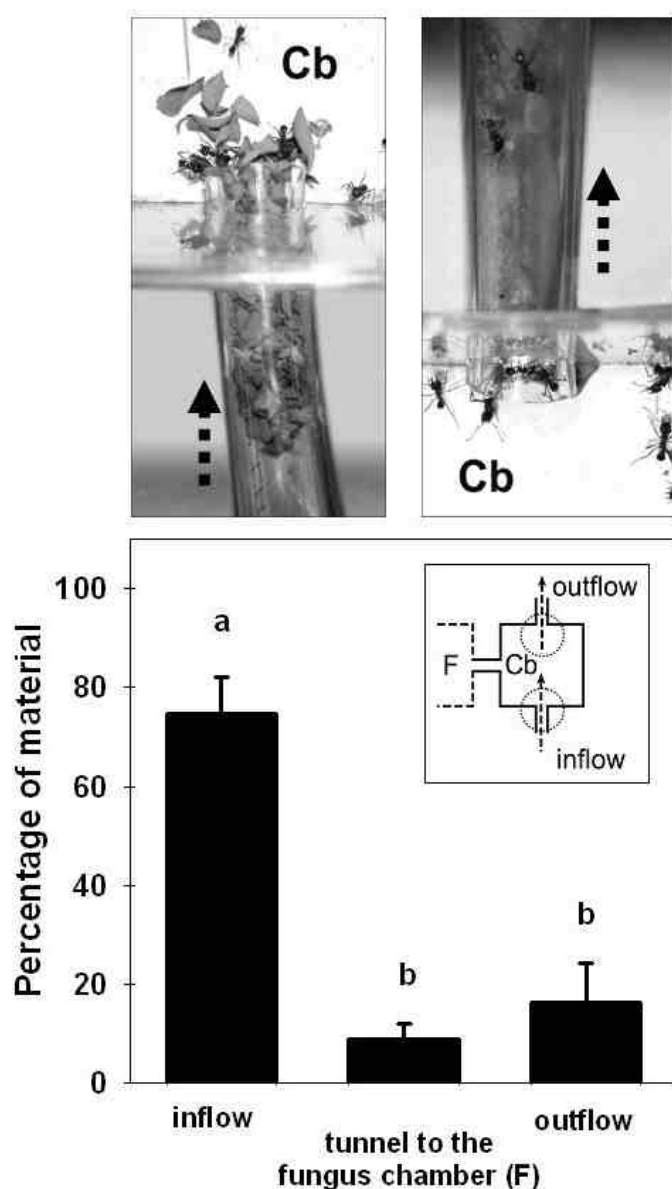 Cb
Cb
Percentage of material
100
80
60
40
20
0
a
b
b
outflow
F
Cb
inflow
inflow
tunnel to the
fungus chamber (F)
outflow